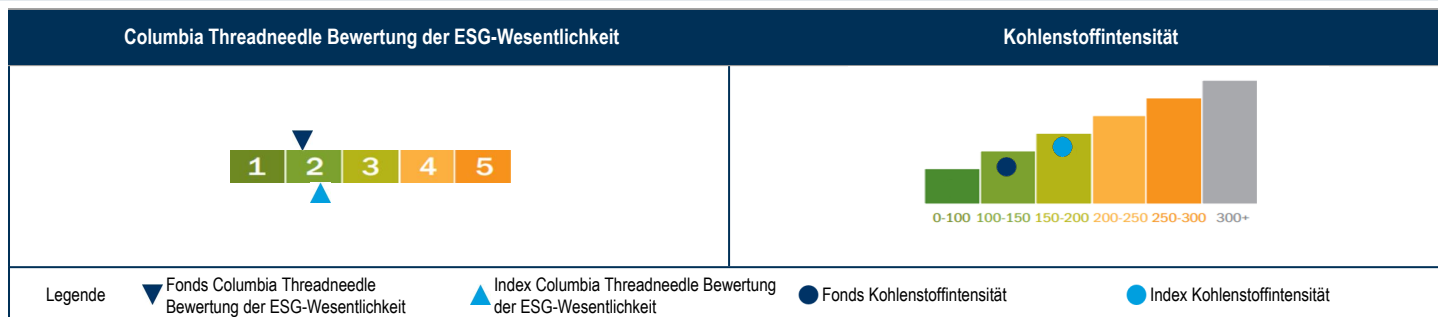 Columbia Threadneedle Bewertung der ESG-Wesentlichkeit
Kohlenstoffintensität
1 2 3 4 5
0-100 100-150 150-200 200-250 250-300 300+
Legende
Fonds Columbia Threadneedle
Bewertung der ESG-Wesentlichkeit
Index Columbia Threadneedle Bewertung
der ESG-Wesentlichkeit
Fonds Kohlenstoffintensität
Index Kohlenstoffintensität